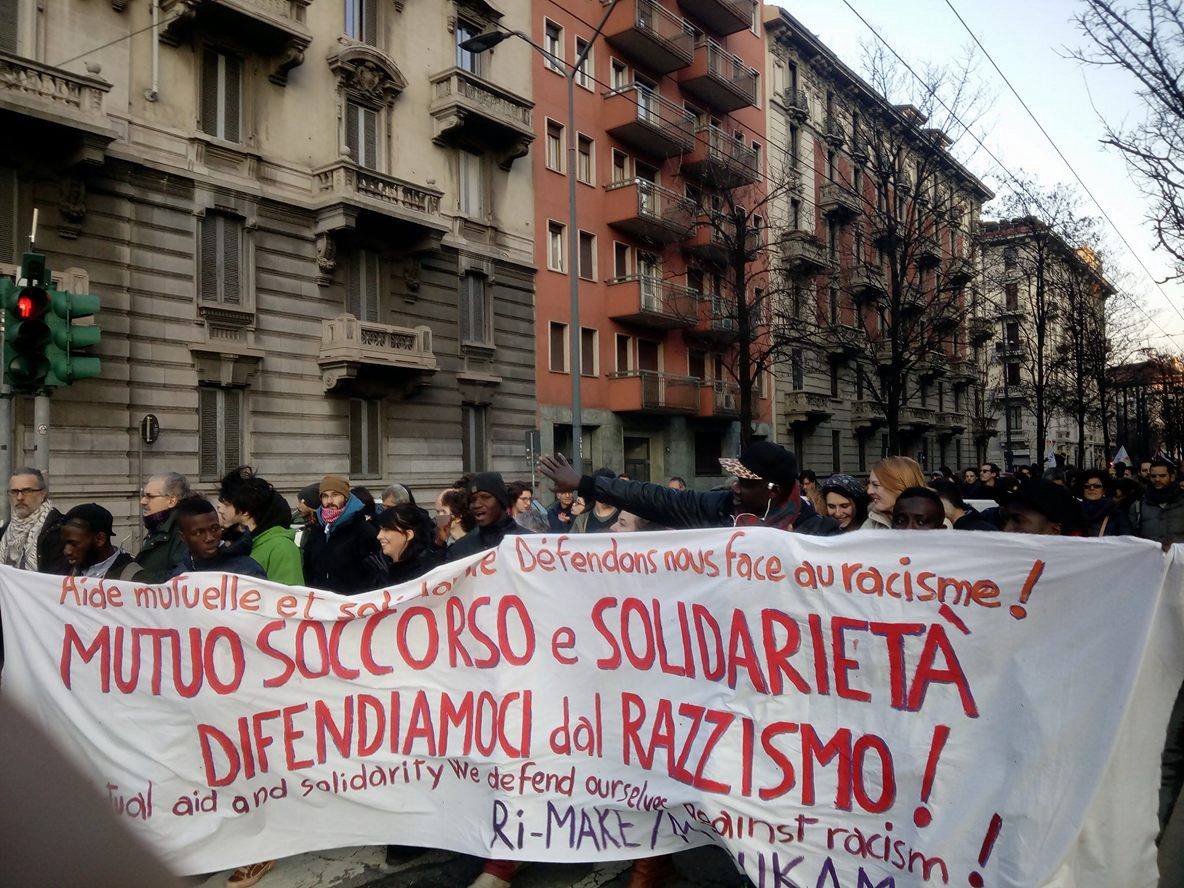 Aide mutuelle et Défendons nous face au racisme!
MUTUO SOCCORSO e SOLIDARIETÀ
DIFENDIAMOCI dal RAZZISMO!
aid and solidarity We defend ourselves against racism!
Ri-MAKE/